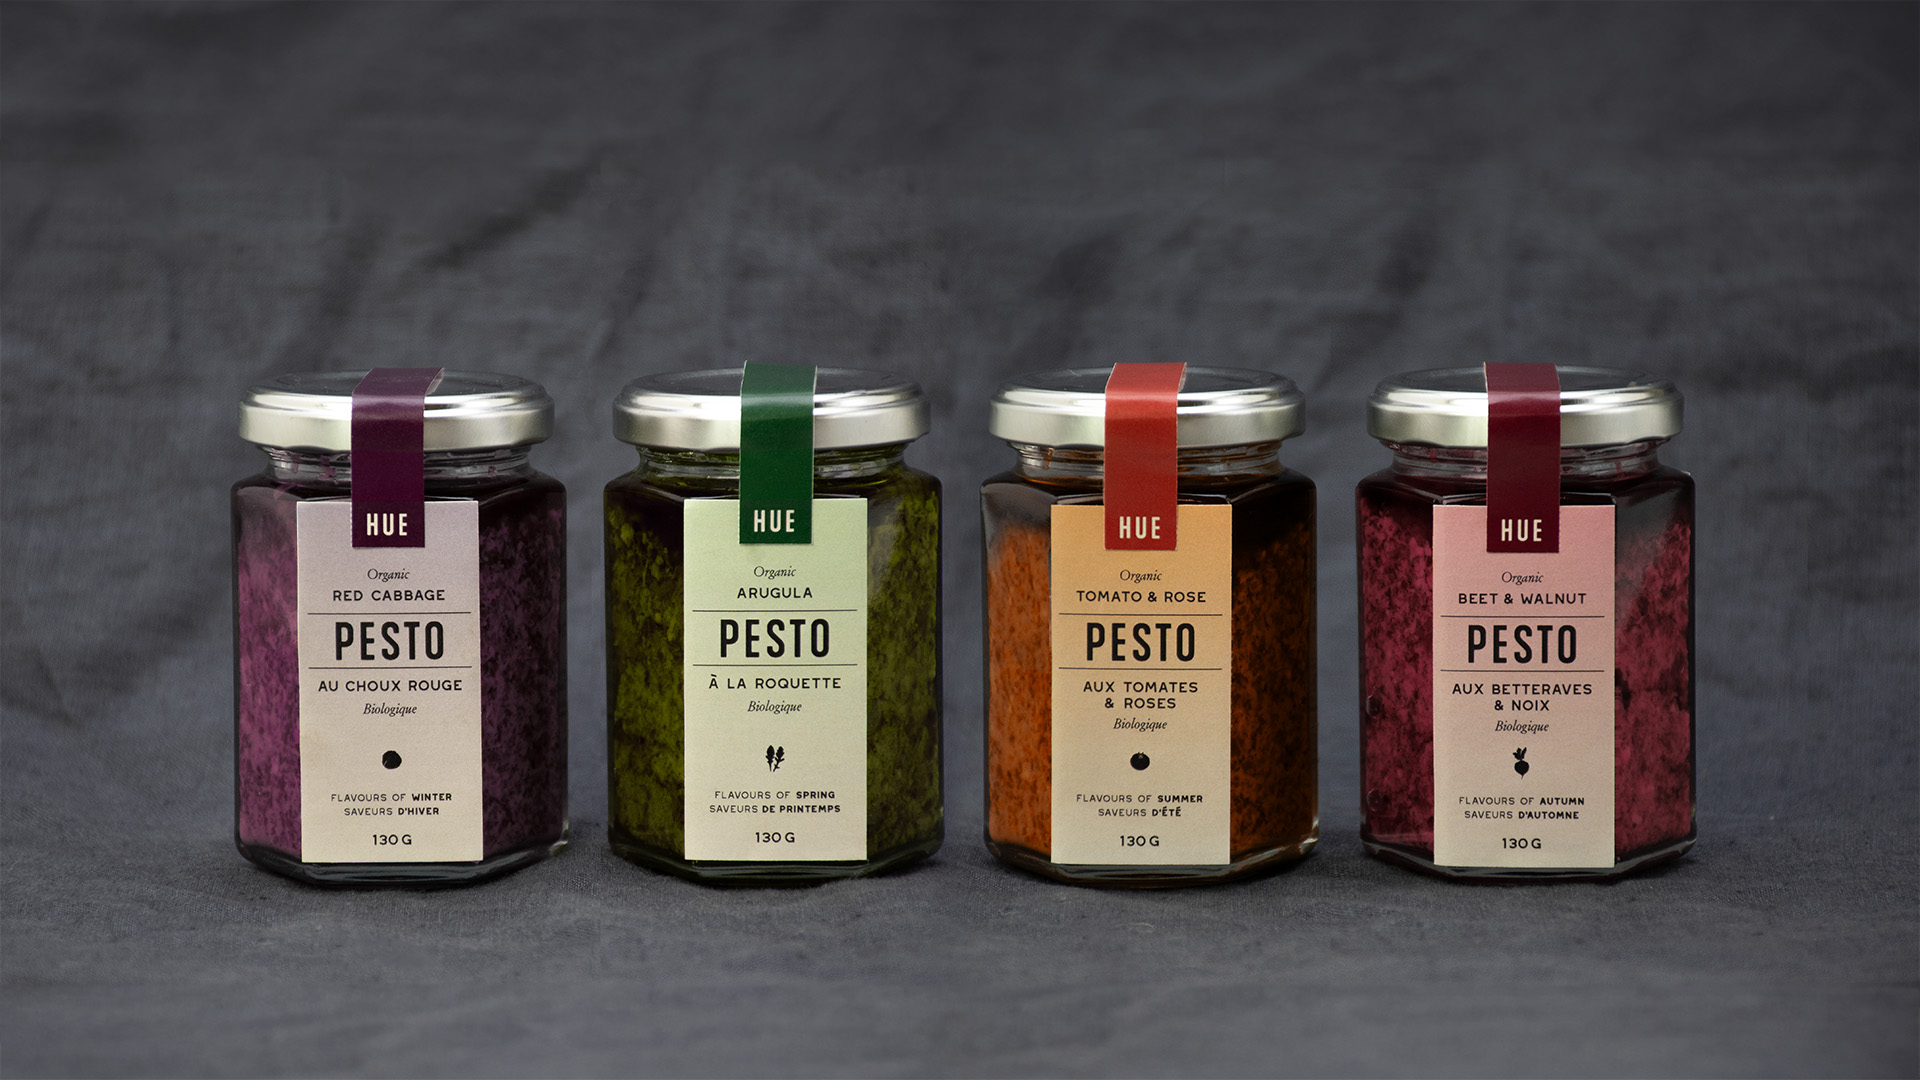 HUE
Organic
RED CABBAGE
PESTO
AU CHOUX ROUGE
Biologique
FLAVOURS OF WINTER
SAVEURS D'HIVER
130 G
HUE
Organic
ARUGULA
PESTO
À LA ROQUETTE
Biologique
FLAVOURS OF SPRING
SAVEURS DE PRINTEMPS
130 G
HUE
Organic
TOMATO & ROSE
PESTO
AUX TOMATES
& ROSES
Biologique
FLAVOURS OF SUMMER
SAVEURS D'ÉTÉ
130 G
HUE
Organic
BEET & WALNUT
PESTO
AUX BETTERAVES
& NOIX
Biologique
FLAVOURS OF AUTUMN
SAVEURS D'AUTOMNE
130 G